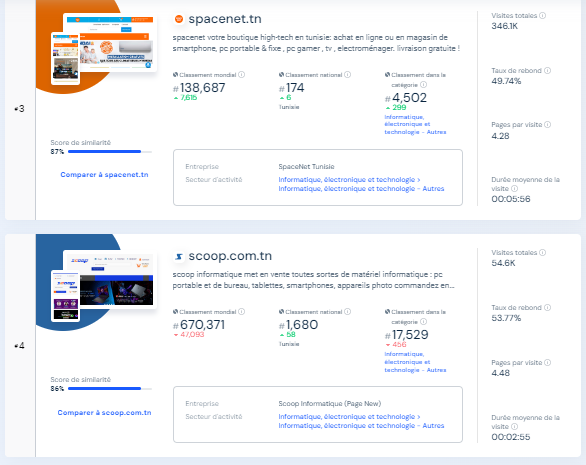 #3
spacenet.tn
spacenet votre boutique high-tech en tunisie: achat en ligne ou en magasin de
smartphone, pc portable & fixe , pc gamer , tv , electroménager. livraison gratuite !
Classement mondial
#138,687
7,615
Classement national
#174
6
Tunisie
Classement dans la
catégorie
#4,502
299
Informatique,
électronique et
technologie - Autres
Score de similarité
87%
Comparer à spacenet.tn
Entreprise
SpaceNet Tunisie
Secteur d'activité
Informatique, électronique et technologie >
Informatique, électronique et technologie - Autres
Visites totales
346.1K
Taux de rebond
49.74%
Pages par visite
4.28
Durée moyenne de la
visite
00:05:56
#4
scoop.com.tn
scoop informatique met en vente toutes sortes de matériel informatique : pc
portable et de bureau, tablettes, smartphones, appareils photo commandez en...
Classement mondial
#670,371
47,093
Classement national
#1,680
58
Tunisie
Classement dans la
catégorie
#17,529
456
Informatique,
électronique et
technologie - Autres
scoop
Score de similarité
86%
Comparer à scoop.com.tn
Entreprise
Scoop Informatique (Page New)
Secteur d'activité
Informatique, électronique et technologie >
Informatique, électronique et technologie - Autres
Visites totales
54.6K
Taux de rebond
53.77%
Pages par visite
4.48
Durée moyenne de la
visite
00:02:55